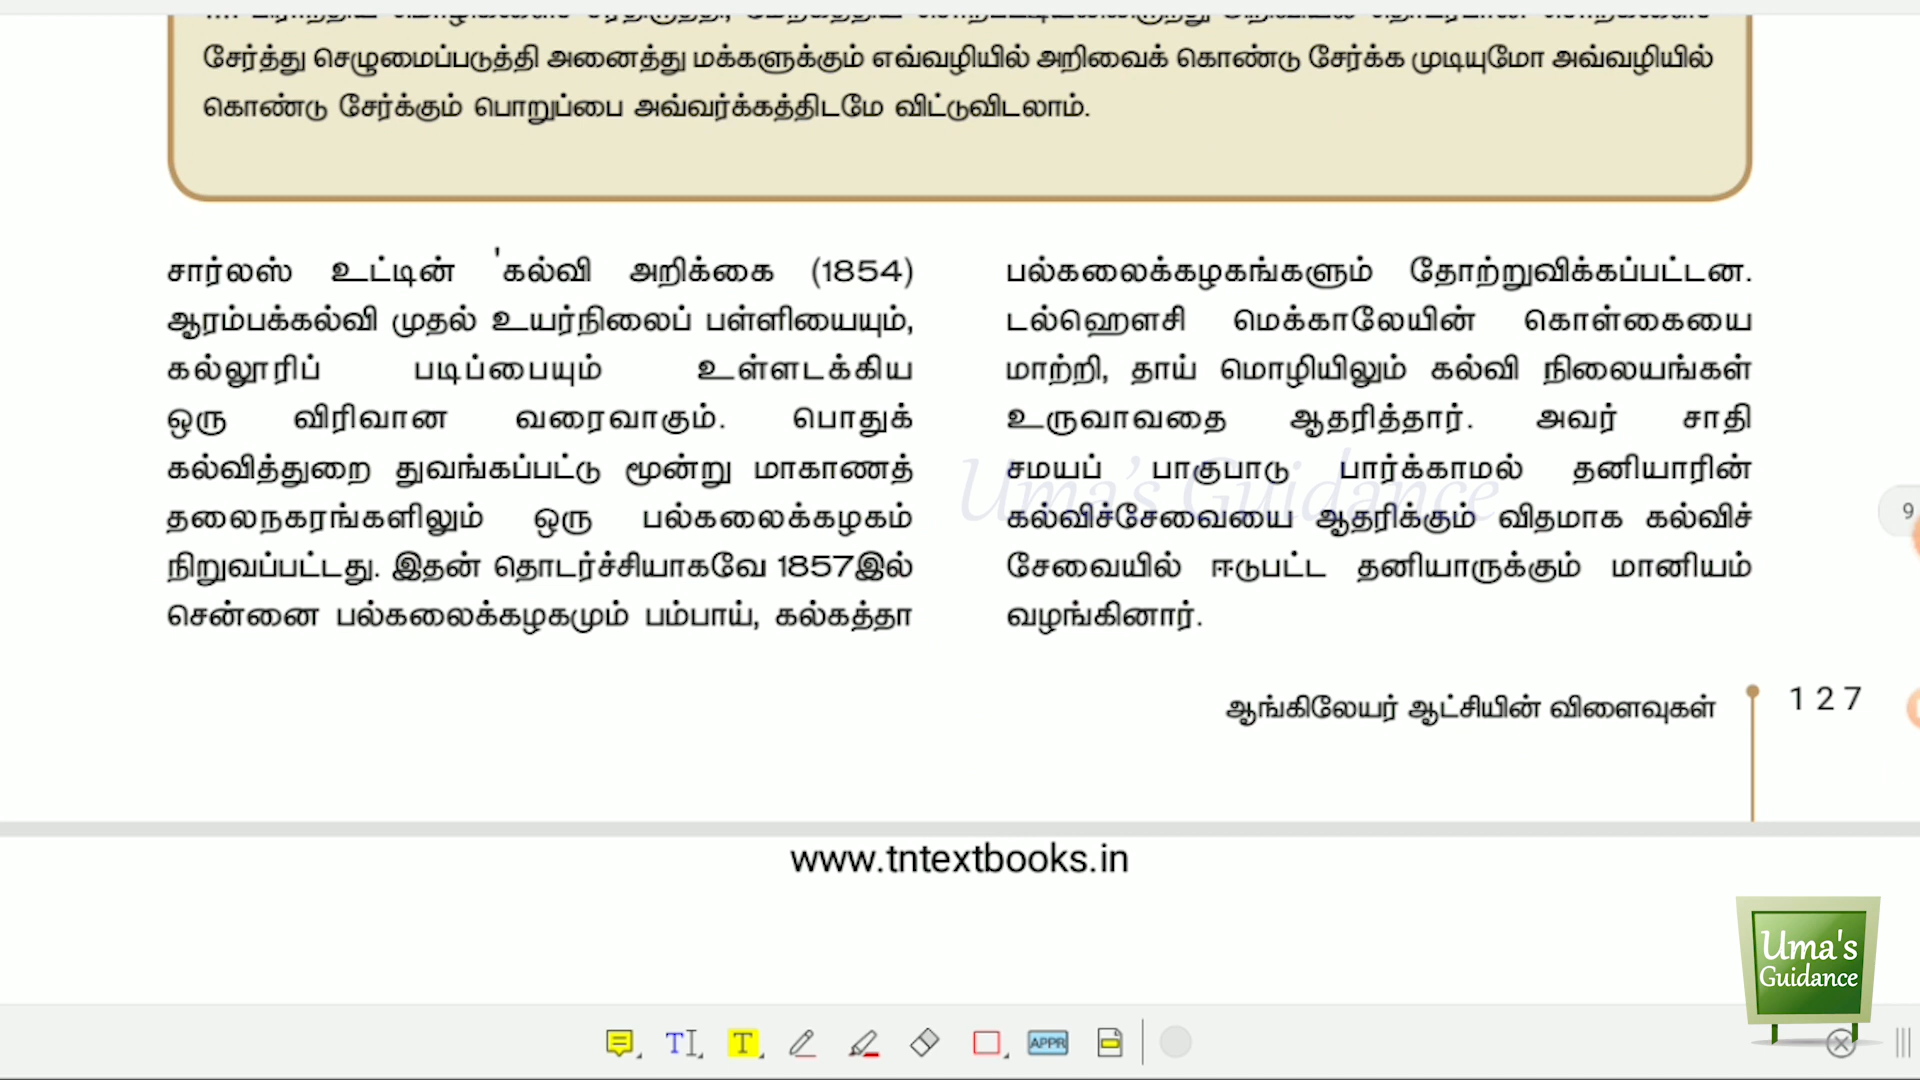 சேர்த்து செழுமைப்படுத்தி அனைத்து மக்களுக்கும் எவ்வழியில் அறிவைக் கொண்டு சேர்க்க முடியுமோ அவ்வழியில்
கொண்டு சேர்க்கும் பொறுப்பை அவ்வர்க்கத்திடமே விட்டுவிடலாம்.
சார்லஸ் உட்டின் 'கல்வி அறிக்கை (1854)
ஆரம்பக்கல்வி முதல் உயர்நிலைப் பள்ளியையும்,
கல்லூரிப் படிப்பையும் உள்ளடக்கிய
ஒரு விரிவான வரைவாகும். பொதுக்
கல்வித்துறை துவங்கப்பட்டு மூன்று மாகாணத்
தலைநகரங்களிலும் ஒரு பல்கலைக்கழகம்
நிறுவப்பட்டது. இதன் தொடர்ச்சியாகவே 1857இல்
சென்னை பல்கலைக்கழகமும் பம்பாய், கல்கத்தா
பல்கலைக்கழகங்களும் தோற்றுவிக்கப்பட்டன.
டல்ஹௌசி மெக்காலேயின் கொள்கையை
மாற்றி, தாய் மொழியிலும் கல்வி நிலையங்கள்
உருவாவதை ஆதரித்தார். அவர் சாதி
சமயப் பாகுபாடு பார்க்காமல் தனியாரின்
கல்விச்சேவையை ஆதரிக்கும் விதமாக கல்விச்
சேவையில் ஈடுபட்ட தனியாருக்கும் மானியம்
வழங்கினார்.
Uma's Guidance
9
ஆங்கிலேயர் ஆட்சியின் விளைவுகள் 127
www.tntextbooks.in
Uma's
Guidance
T T APPR